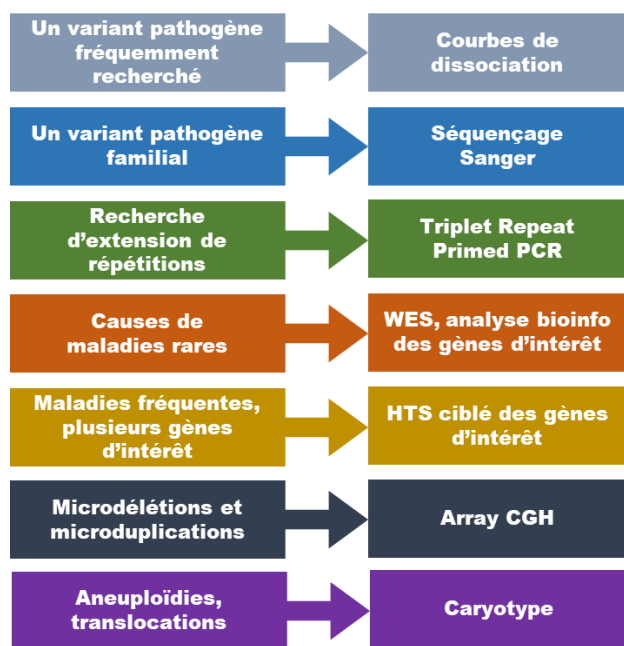 Un variant pathogène
fréquemment
recherché
Courbes de
dissociation
Un variant pathogène
familial
Séquençage
Sanger
Recherche
d’extension de
répétitions
Triplet Repeat
Primed PCR
Causes de
maladies rares
WES, analyse bioinfo
des gènes d’intérêt
Maladies fréquentes,
plusieurs gènes
d’intérêt
HTS ciblé des gènes
d’intérêt
Microdélétions et
microduplications
Array CGH
Aneuploïdies,
translocations
Caryotype